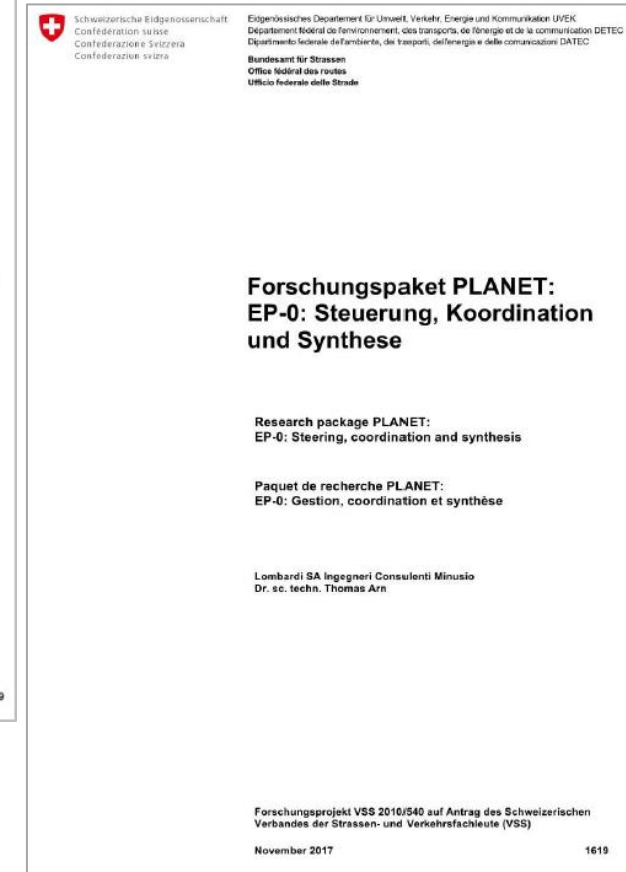 Schweizerische Eidgenossenschaft
Confédération suisse
Confederazione Svizzera
Confederaziun svizra
Eidgenössisches Departement für Umwelt, Verkehr, Energie und Kommunikation UVEK
Département fédéral de l'environnement, des transports, de l'énergie et de la communication DETEC
Dipartimento federale dell'ambiente, dei trasporti, dell'energia e delle comunicazioni DATEC
Bundesamt für Strassen
Office fédéral des routes
Ufficio federale delle Strade
Forschungspaket PLANET:
EP-0: Steuerung, Koordination
und Synthese
Research package PLANET:
EP-0: Steering, coordination and synthesis
Paquet de recherche PLANET:
EP-0: Gestion, coordination et synthèse
Lombardi SA Ingegneri Consulenti Minusio
Dr. sc. techn. Thomas Arn
9
Forschungsprojekt VSS 2010/540 auf Antrag des Schweizerischen
Verbandes der Strassen- und Verkehrsfachleute (VSS)
November 2017 1619